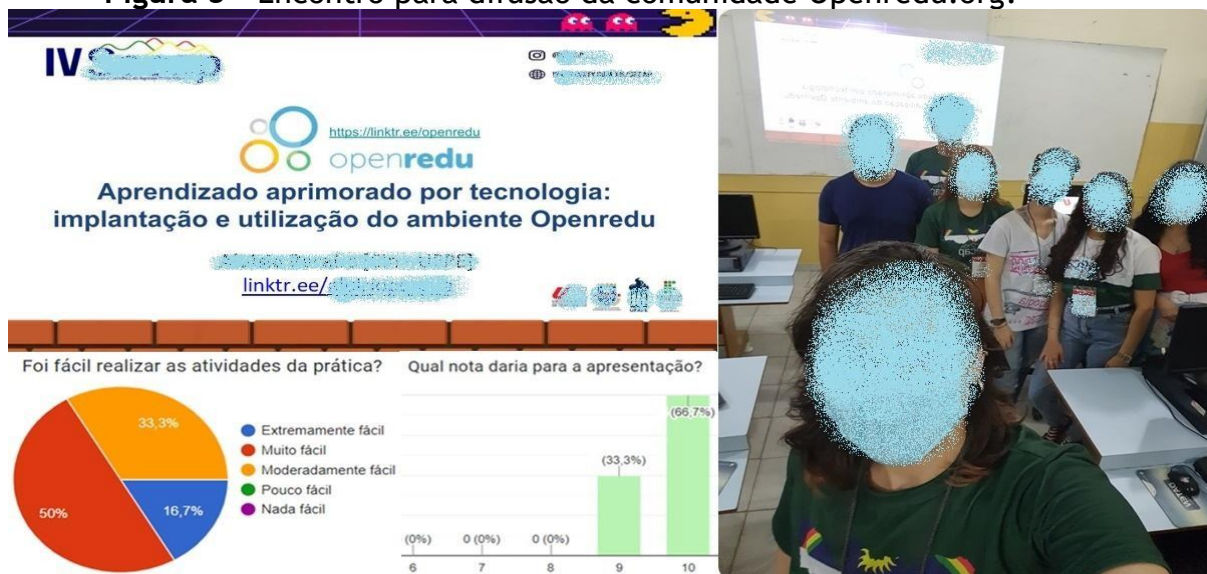 Figura 3 - Encontro para difusão da comunidade Openredu.org.
IV
https://linktr.ee/openredu
openredu
Aprendizado aprimorado por tecnologia:
implantação e utilização do ambiente Openredu
linktr.ee/
Foi fácil realizar as atividades da prática?
33,3%
50%
16,7%
Extremamente fácil
Muito fácil
Moderadamente fácil
Pouco fácil
Nada fácil
Qual nota daria para a apresentação?
(0%)
0 (0%)
0 (0%)
(33,3%)
(66,7%)
6
7
8
9
10